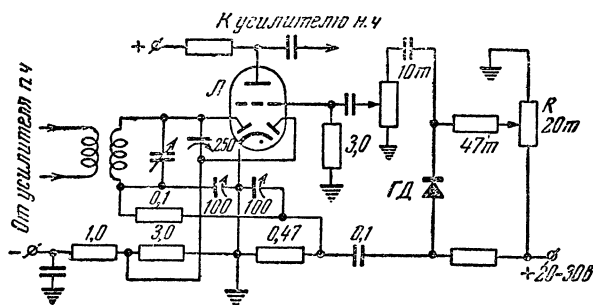 К усилителю н.ч
+
Л
10т
От усилителя п.ч
250
3,0
47т
R
20т
0,1
100
100
ГД
-
1,0
3,0
0,47
0,1
+20-30в